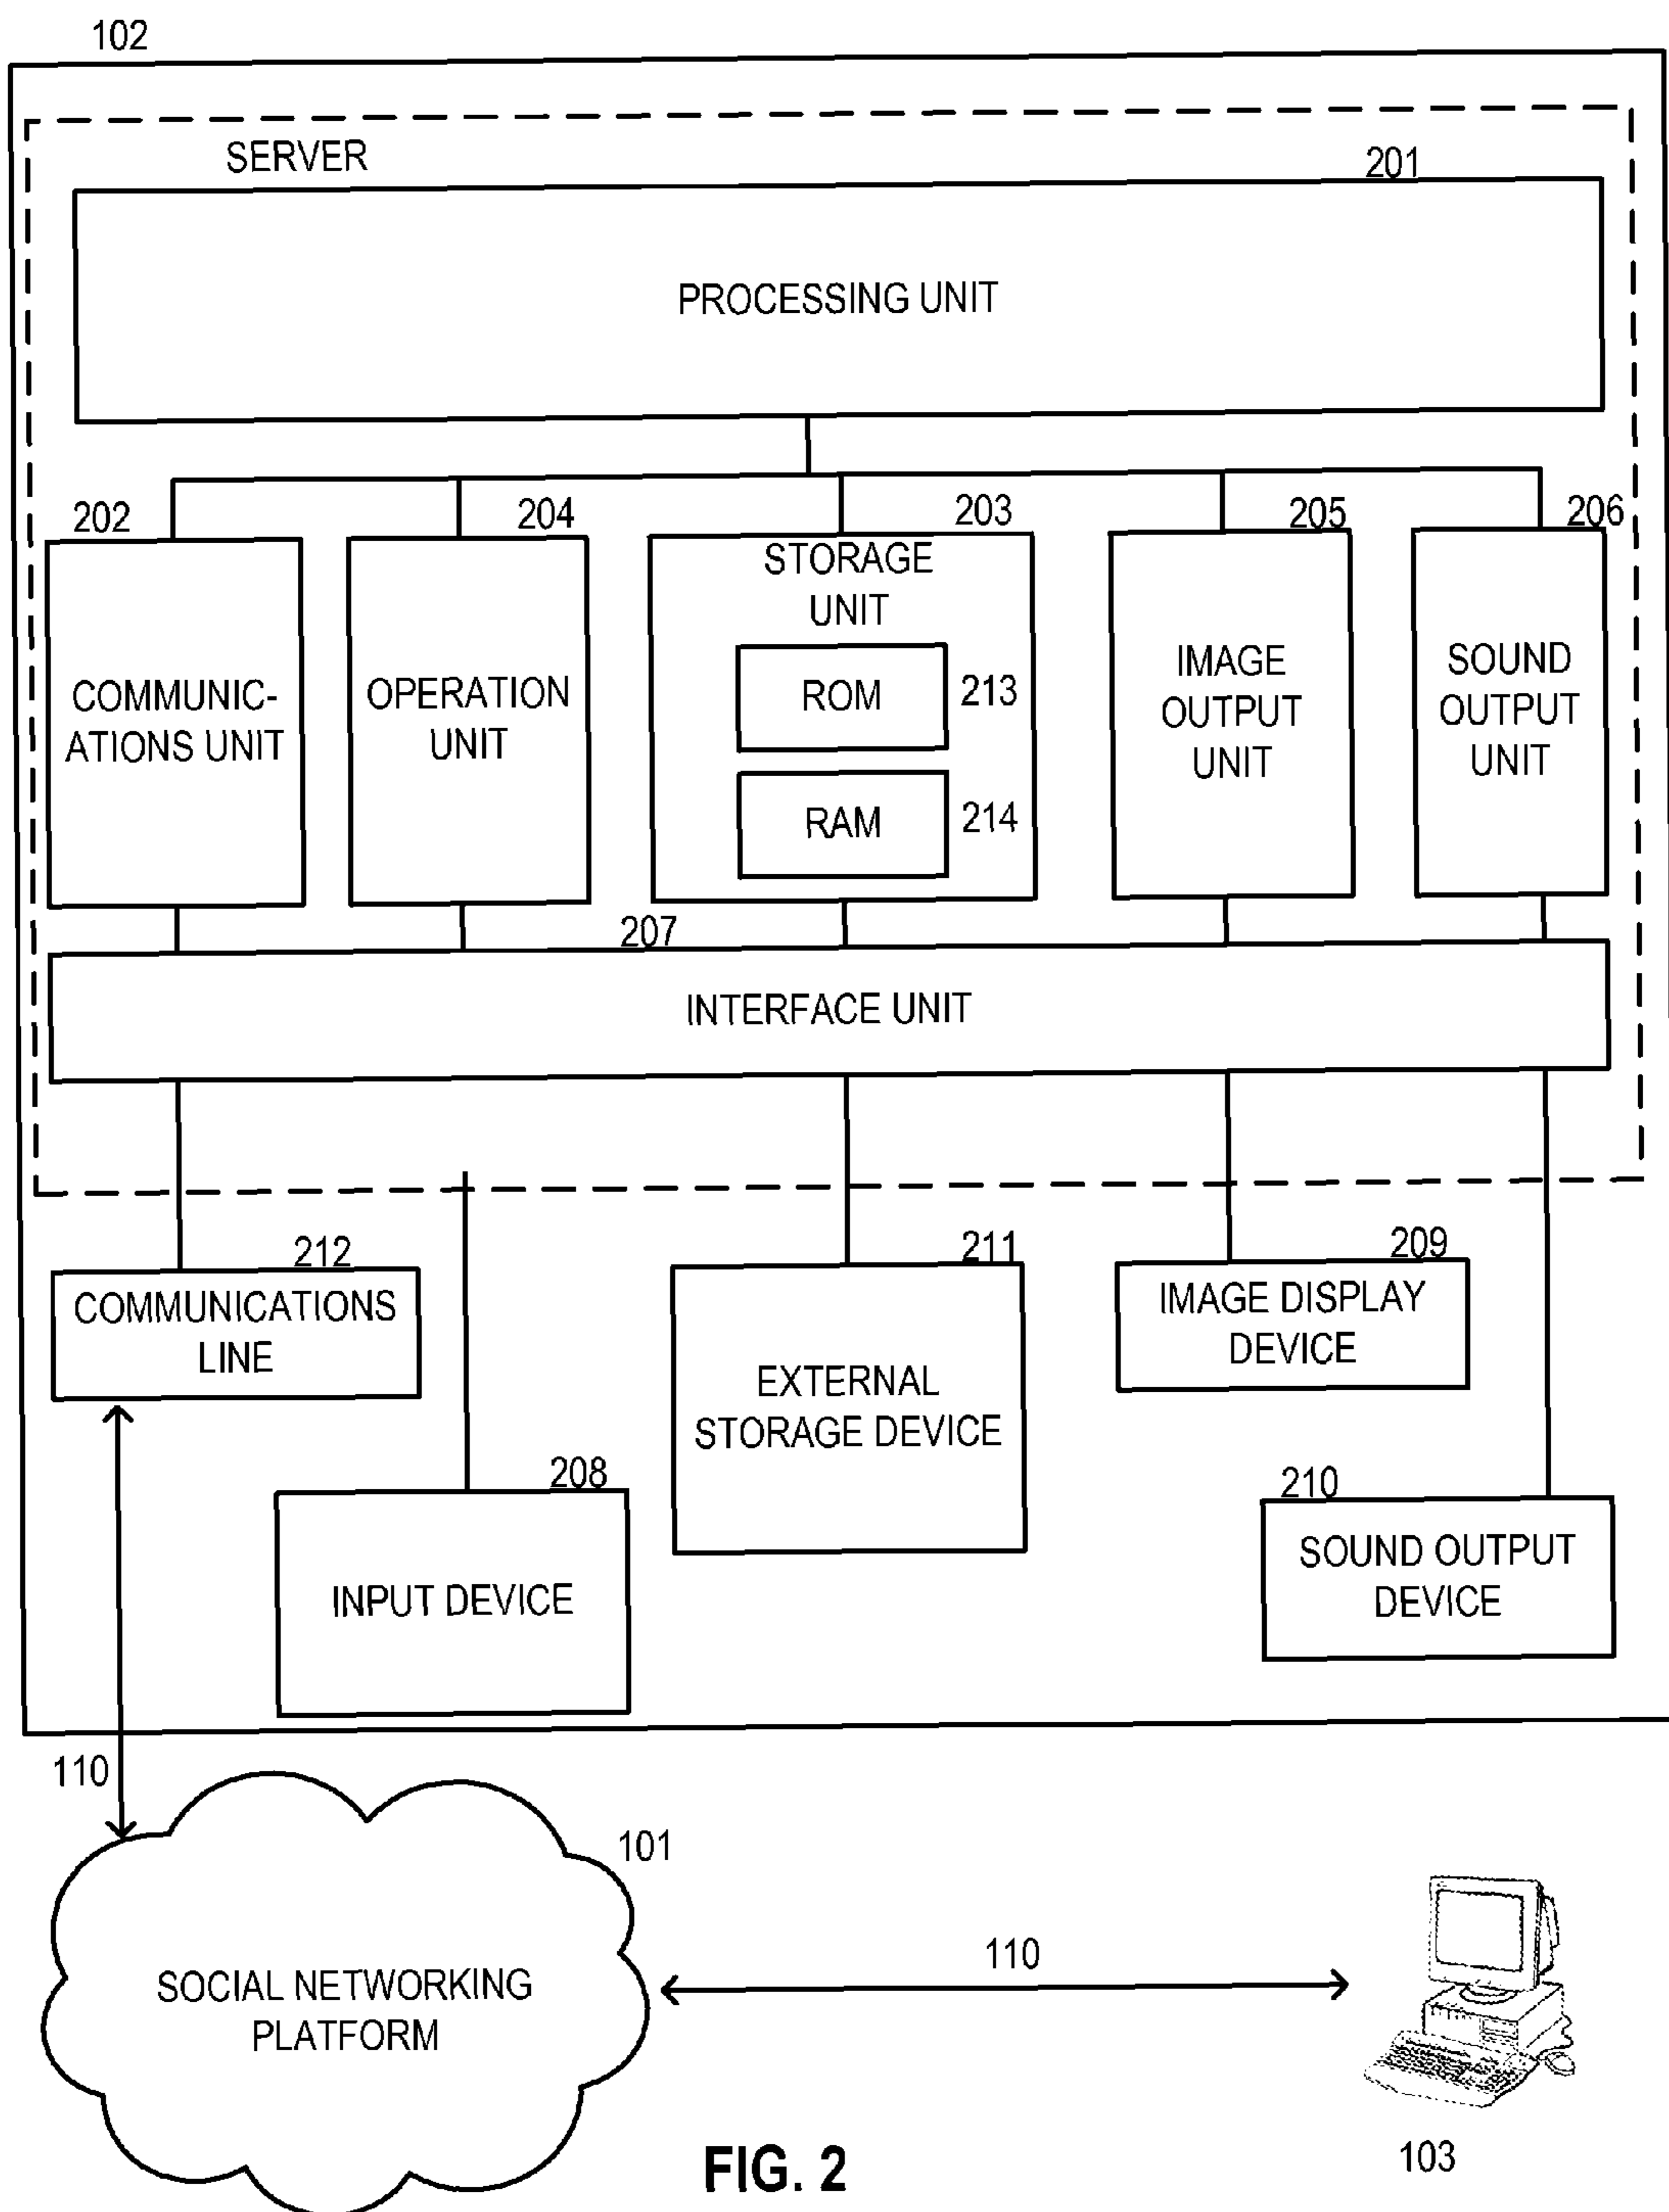 102
SERVER
201
PROCESSING UNIT
202
204
203
205
206
COMMUNIC-
ATIONS UNIT
OPERATION
UNIT
STORAGE
UNIT
ROM
213
RAM
214
IMAGE
OUTPUT
UNIT
SOUND
OUTPUT
UNIT
207
INTERFACE UNIT
212
COMMUNICATIONS
LINE
211
EXTERNAL
STORAGE DEVICE
209
IMAGE DISPLAY
DEVICE
208
INPUT DEVICE
210
SOUND OUTPUT
DEVICE
110
101
SOCIAL NETWORKING
PLATFORM
110
103
FIG. 2